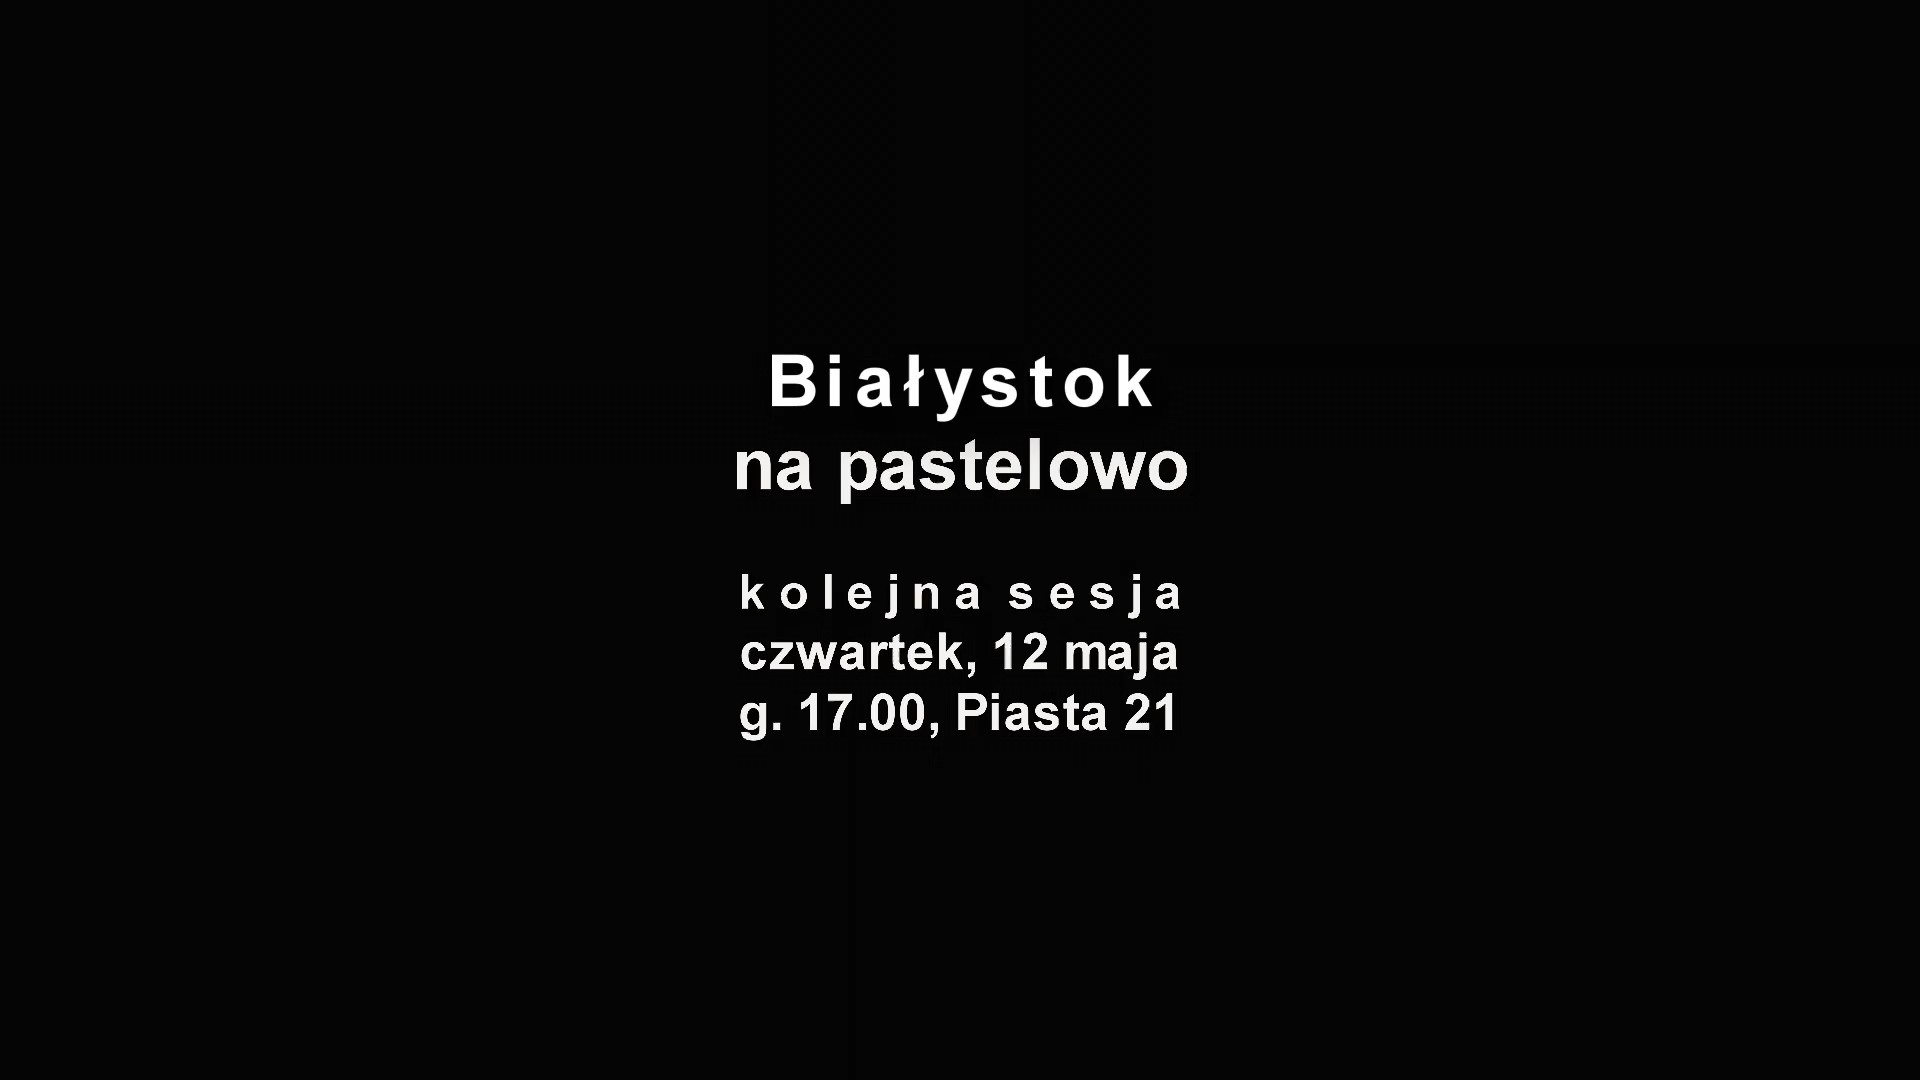 Białystok
na pastelowo
kolejna sesja
czwartek, 12 maja
g. 17.00, Piasta 21